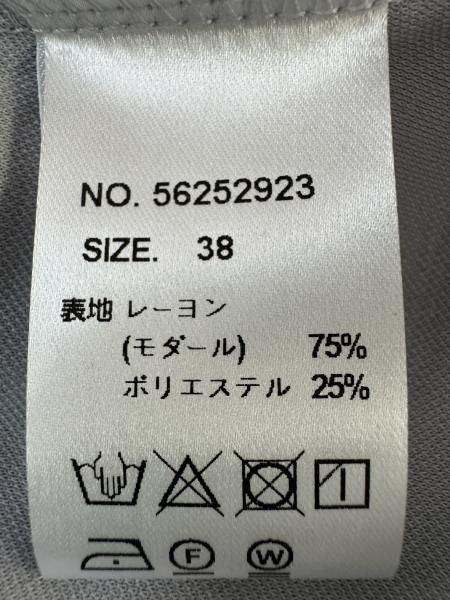 NO. 56252923
SIZE. 38
表地 レーヨン
(モダール) 75%
ポリエステル 25%
F W